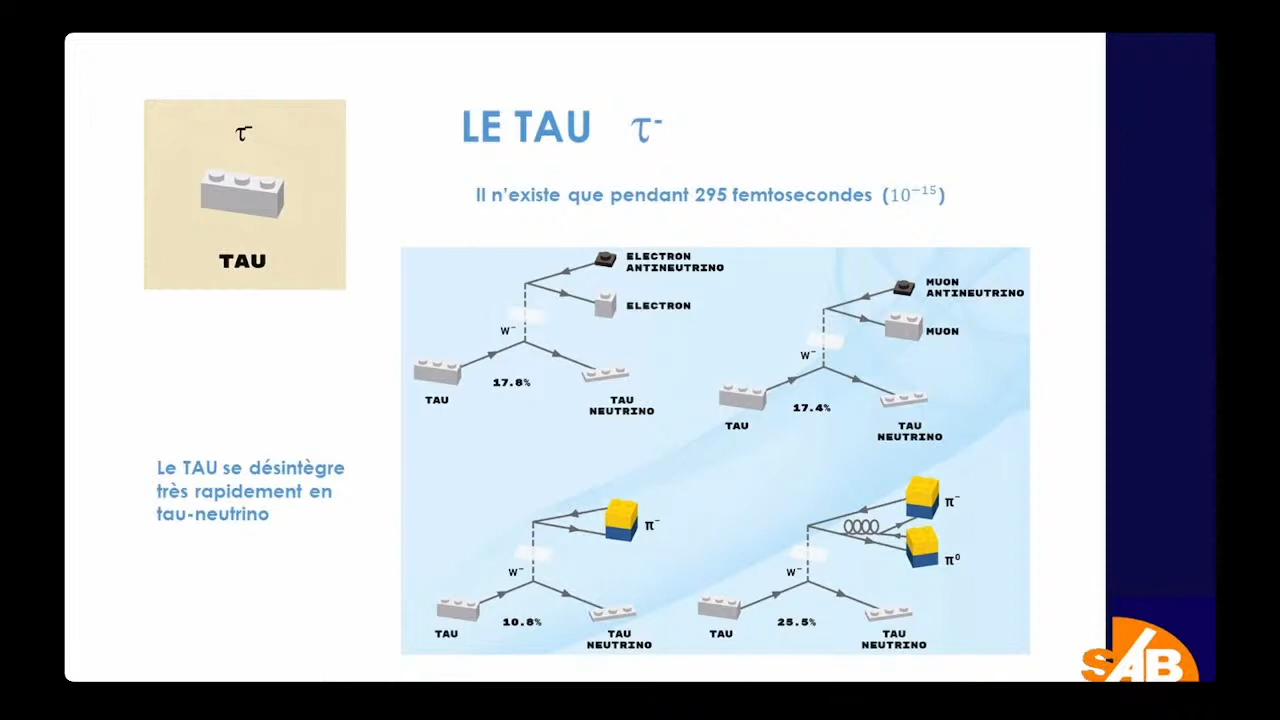 τ⁻
TAU
LE TAU τ⁻
Il n'existe que pendant 295 femtosecondes (10⁻¹⁵)
Le TAU se désintègre
très rapidement en
tau-neutrino
ELECTRON
ANTINEUTRINO
ELECTRON
W⁻
17.8%
TAU
TAU
NEUTRINO
MUON
ANTINEUTRINO
MUON
W⁻
17.4%
TAU
TAU
NEUTRINO
π⁻
W⁻
10.8%
TAU
TAU
NEUTRINO
π⁻
π⁰
W⁻
25.5%
TAU
TAU
NEUTRINO
SAB